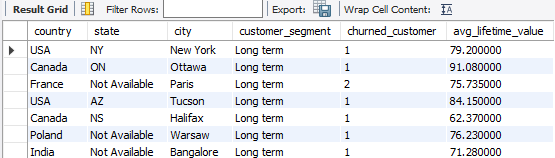 Result Grid Filter Rows: Export: Wrap Cell Content:
country state city customer_segment churned_customer avg_lifetime_value
USA NY New York Long term 1 79.200000
Canada ON Ottawa Long term 1 91.080000
France Not Available Paris Long term 2 75.735000
USA AZ Tucson Long term 1 84.150000
Canada NS Halifax Long term 1 62.370000
Poland Not Available Warsaw Long term 1 76.230000
India Not Available Bangalore Long term 1 71.280000